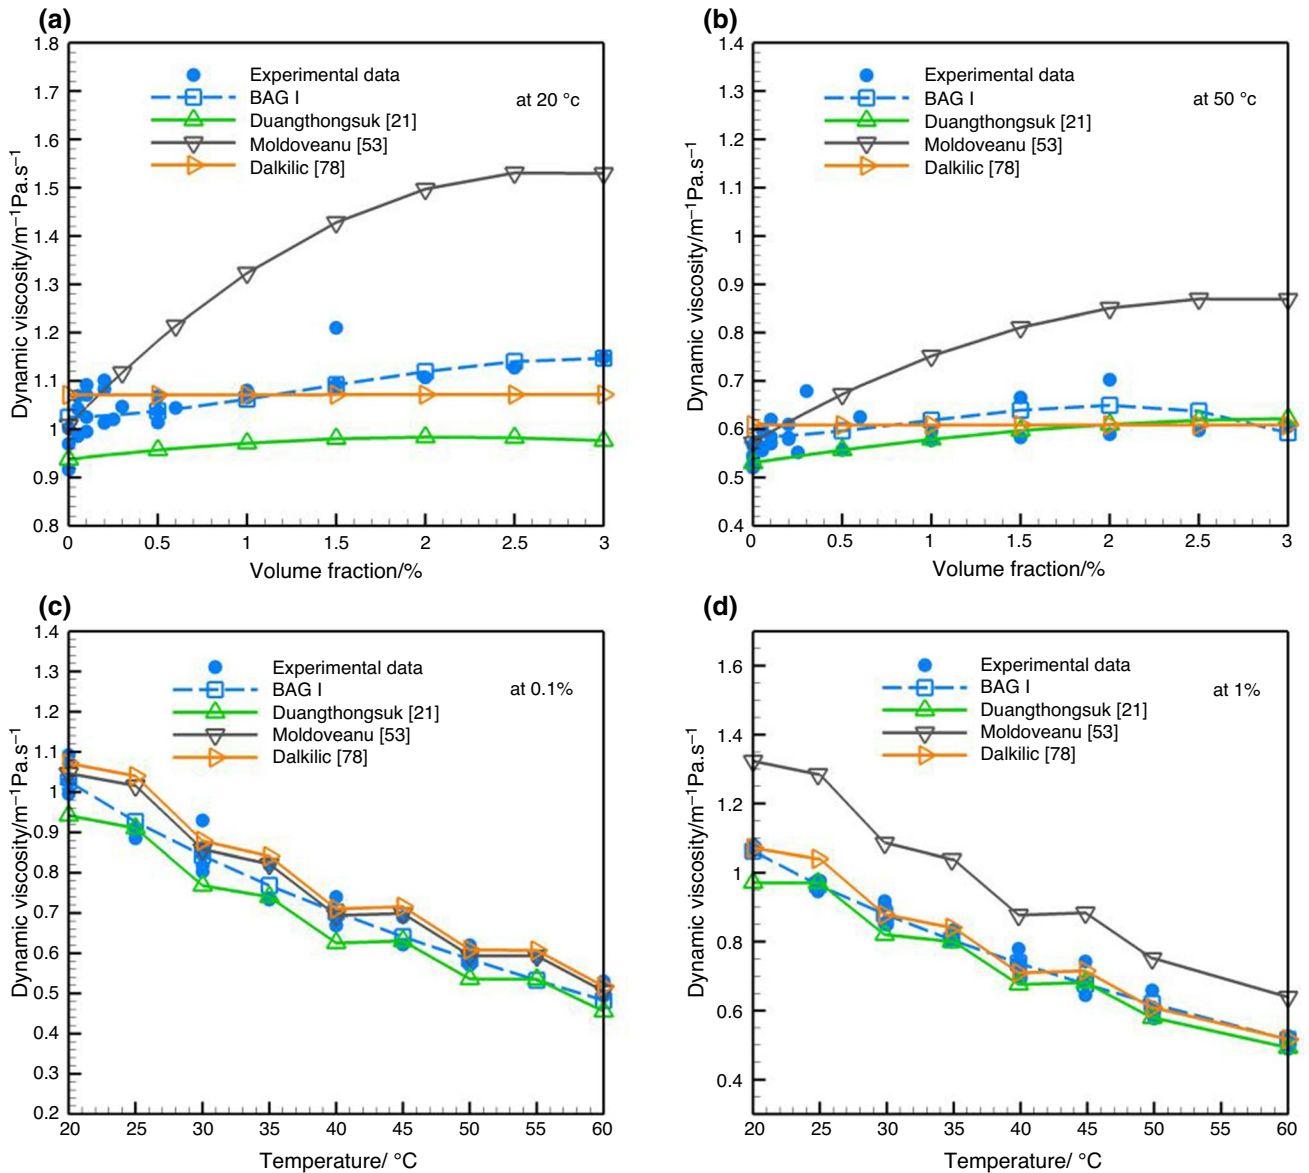 (a)
1.8
1.7
1.6
1.5
1.4
1.3
1.2
1.1
1
0.9
0.8
Dynamic viscosity/m⁻¹Pa.s⁻¹
Experimental data
BAG I
Duangthongsuk [21]
Moldoveanu [53]
Dalkilic [78]
at 20 °c
0 0.5 1 1.5 2 2.5 3
Volume fraction/%
(b)
1.4
1.3
1.2
1.1
1
0.9
0.8
0.7
0.6
0.5
0.4
Dynamic viscosity/m⁻¹Pa.s⁻¹
Experimental data
BAG I
Duangthongsuk [21]
Moldoveanu [53]
Dalkilic [78]
at 50 °c
0 0.5 1 1.5 2 2.5 3
Volume fraction/%
(c)
1.4
1.3
1.2
1.1
1
0.9
0.8
0.7
0.6
0.5
0.4
0.3
0.2
Dynamic viscosity/m⁻¹Pa.s⁻¹
Experimental data
BAG I
Duangthongsuk [21]
Moldoveanu [53]
Dalkilic [78]
at 0.1%
20 25 30 35 40 45 50 55 60
Temperature/ °C
(d)
1.6
1.4
1.2
1
0.8
0.6
0.4
Dynamic viscosity/m⁻¹Pa.s⁻¹
Experimental data
BAG I
Duangthongsuk [21]
Moldoveanu [53]
Dalkilic [78]
at 1%
20 25 30 35 40 45 50 55 60
Temperature/ °C